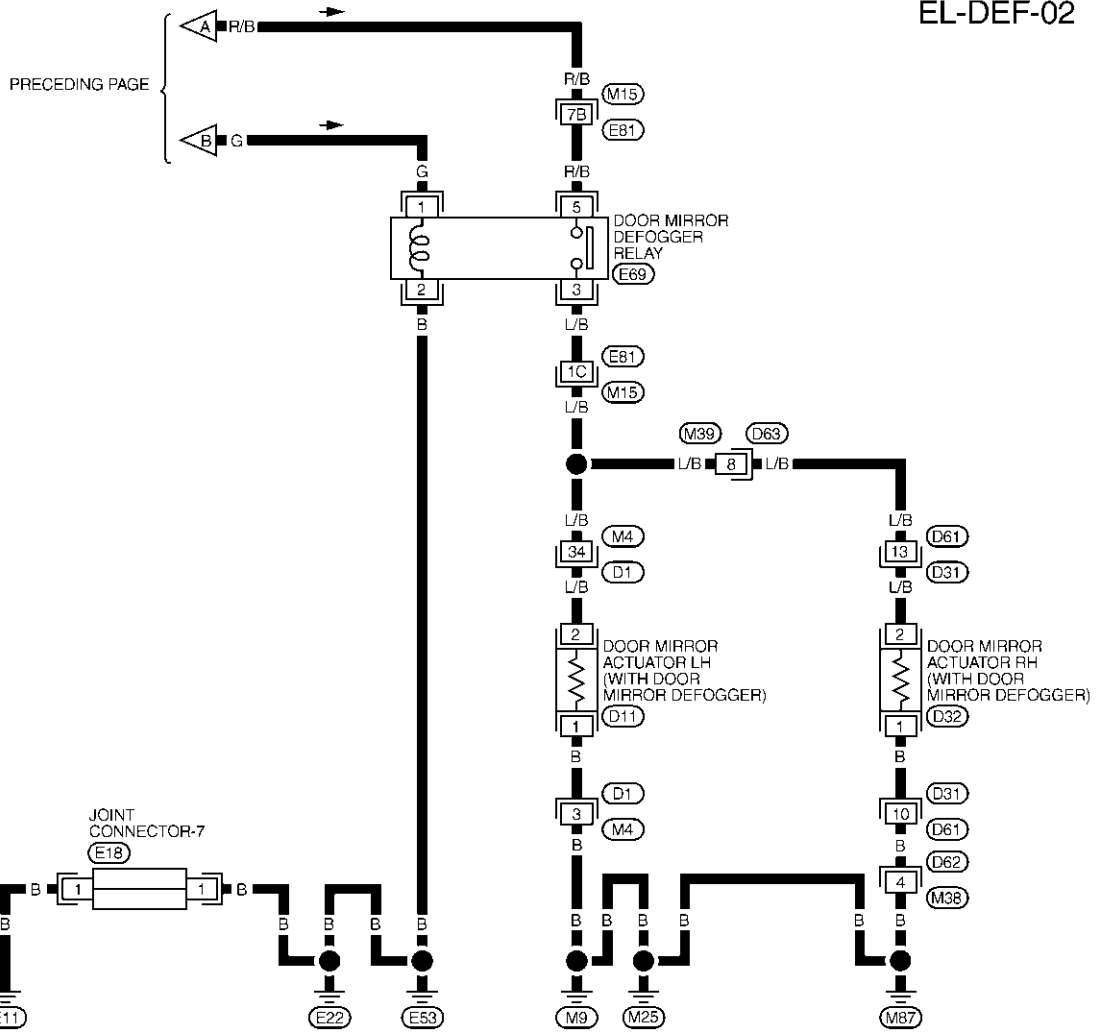 EL-DEF-02
A R/B
PRECEDING PAGE
R/B
M15
7B
E81
B G
G
R/B
1
5
DOOR MIRROR
DEFOGGER
RELAY
E69
2
3
B
L/B
E81
1C
M15
L/B
M39 D63
L/B 8 L/B
L/B
L/B
M4
34
D1
D61
13
D31
L/B
L/B
2
DOOR MIRROR
ACTUATOR LH
(WITH DOOR
MIRROR DEFOGGER)
D11
1
2
DOOR MIRROR
ACTUATOR RH
(WITH DOOR
MIRROR DEFOGGER)
D32
1
B
B
D1
3
M4
D31
10
D61
B
B
D62
4
M38
JOINT
CONNECTOR-7
E18
B 1 1 B
B B B B B B B B B B
E22 E53 M9 M25 M87